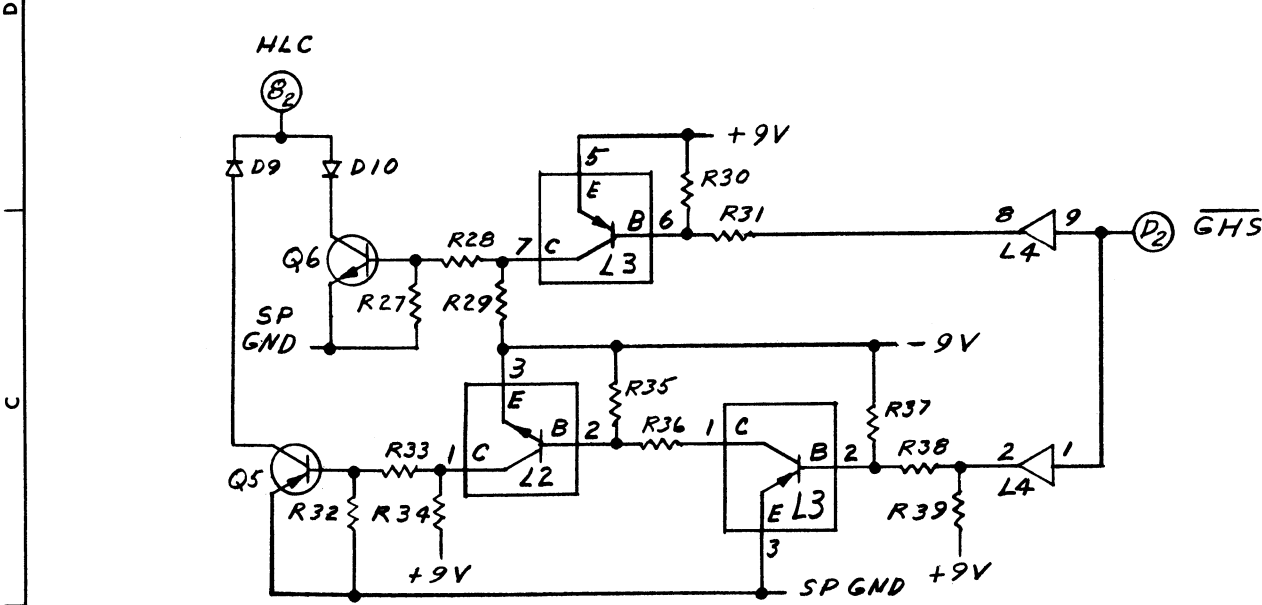 D
HLC
8₂
+9V
D9
D10
5
E
R30
B
6
R31
8
9
D₂
GHS
L4
Q6
R28
7
C
L3
R27
R29
SP
GND
-9V
3
E
R35
R37
C
B
2
R36
1
C
B
2
R38
2
1
L4
Q5
R33
1
C
L2
L3
R32
R34
E
R39
3
+9V
+9V
SP GND